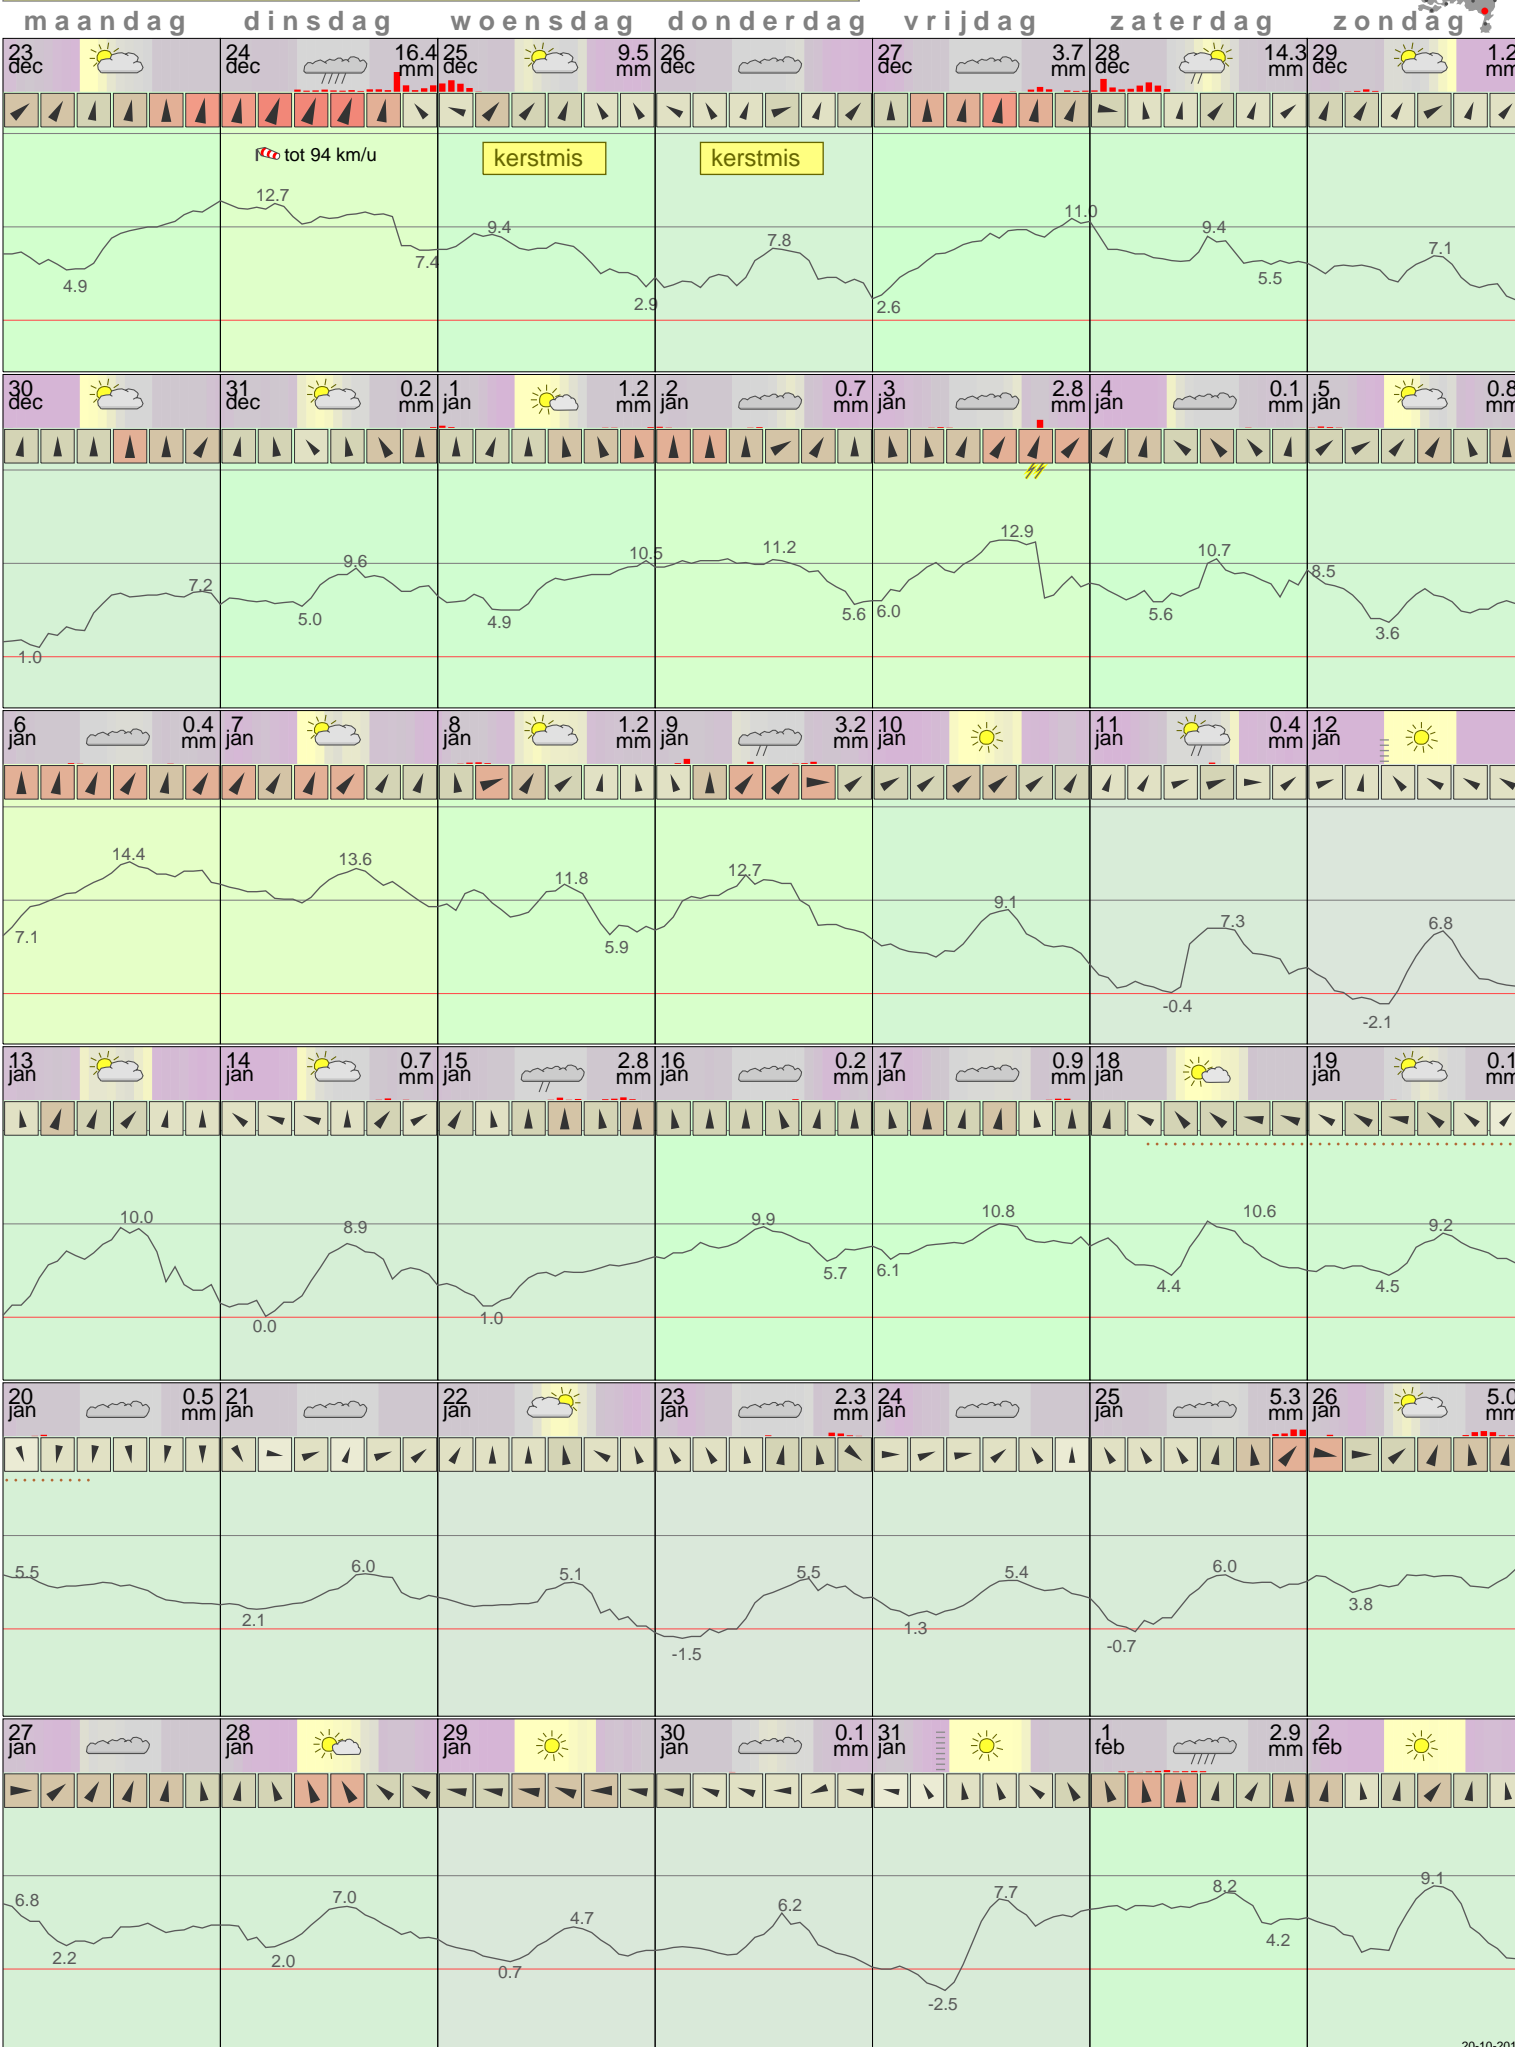 maandag dinsdag woensdag donderdag vrijdag zaterdag zondag
23 24 16.4 25 9.5 26 27 3.7 28 14.3 29 1.2
dec dec mm dec mm dec dec mm dec mm dec mm
tot 94 km/u
kerstmis kerstmis
4.9 12.7 7.4 9.4 2.9 7.8 2.6 11.0 9.4 5.5 7.1
30 31 0.2 1 1.2 2 0.7 3 2.8 4 0.1 5 0.8
dec dec mm jan mm jan mm jan mm jan mm jan mm
1.0 7.2 5.0 9.6 4.9 10.5 11.2 5.6 6.0 12.9 5.6 10.7 8.5 3.6
6 0.4 7 8 1.2 9 3.2 10 11 0.4 12
jan mm jan jan mm jan mm jan jan mm jan
7.1 14.4 13.6 11.8 5.9 12.7 9.1 -0.4 7.3 -2.1 6.8
13 14 0.7 15 2.8 16 0.2 17 0.9 18 19 0.1
jan jan mm jan mm jan mm jan mm jan jan mm
10.0 0.0 8.9 1.0 9.9 5.7 6.1 10.8 4.4 10.6 4.5 9.2
20 0.5 21 22 23 2.3 24 25 5.3 26 5.0
jan mm jan jan jan mm jan jan mm jan mm
5.5 2.1 6.0 5.1 -1.5 5.5 1.3 5.4 -0.7 6.0 3.8
27 28 29 30 0.1 31 1 2.9 2
jan jan jan jan mm jan feb mm feb
6.8 2.2 2.0 7.0 0.7 4.7 6.2 -2.5 7.7 8.2 4.2 9.1